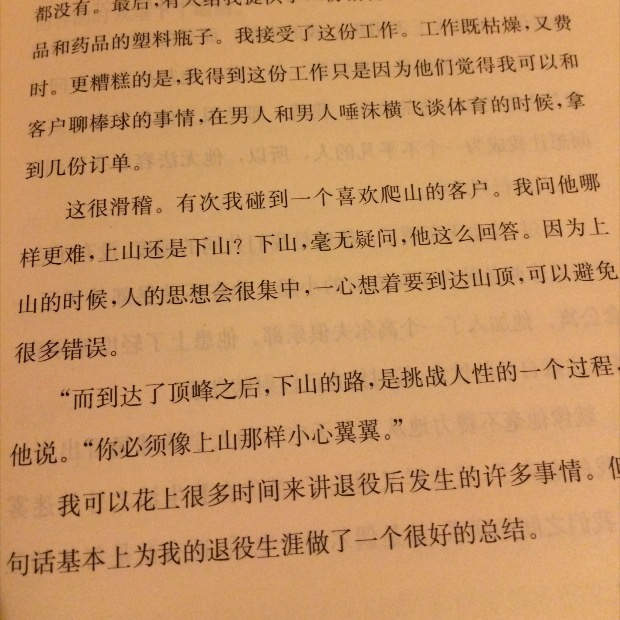 都没有。最后,有人给我提供了一份
品和药品的塑料瓶子。我接受了这份工作。工作既枯燥,又费
时。更糟糕的是,我得到这份工作只是因为他们觉得我可以和
客户聊棒球的事情,在男人和男人唾沫横飞谈体育的时候,拿
到几份订单。
这很滑稽。有次我碰到一个喜欢爬山的客户。我问他哪
样更难,上山还是下山?下山,毫无疑问,他这么回答。因为上
山的时候,人的思想会很集中,一心想着要到达山顶,可以避免
很多错误。
“而到达了顶峰之后,下山的路,是挑战人性的一个过程,
他说。“你必须像上山那样小心翼翼。”
我可以花上很多时间来讲退役后发生的许多事情。但
句话基本上为我的退役生涯做了一个很好的总结。